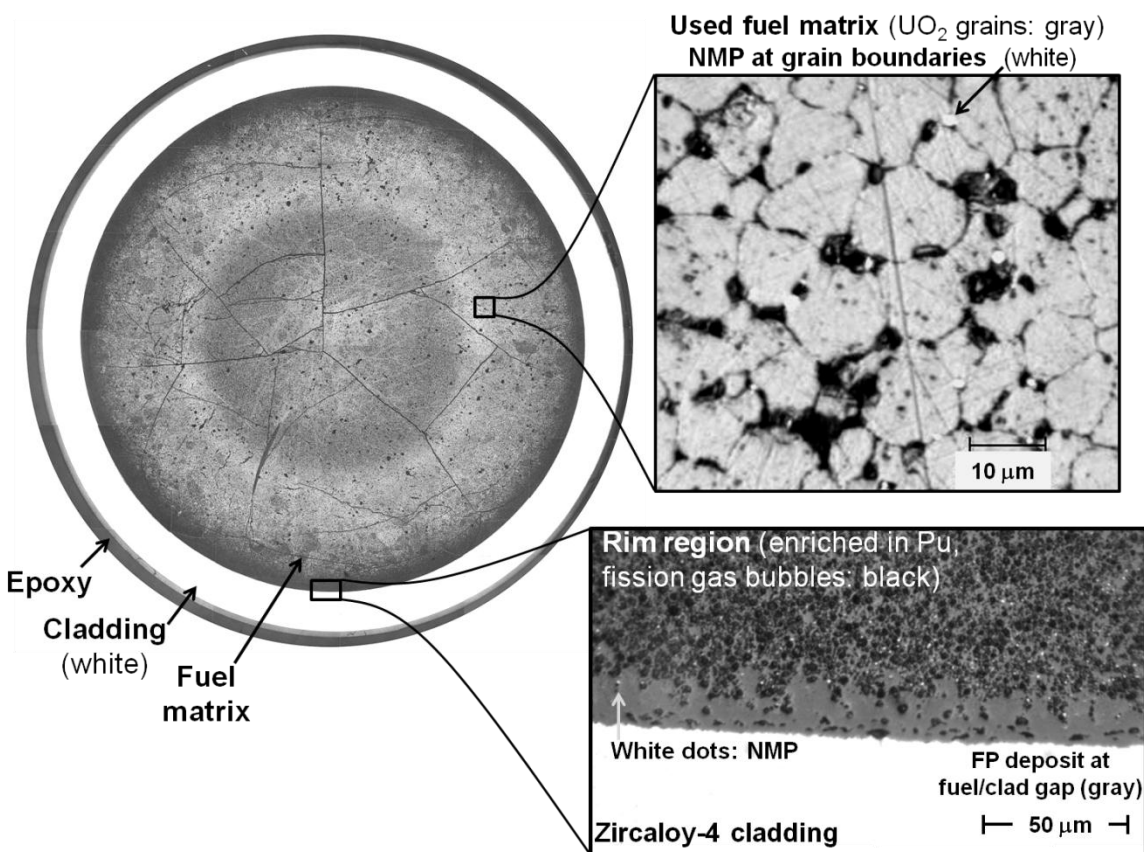 Used fuel matrix (UO₂ grains: gray)
NMP at grain boundaries (white)
10 μm
Epoxy
Cladding
(white)
Fuel
matrix
Rim region (enriched in Pu,
fission gas bubbles: black)
White dots: NMP
FP deposit at
fuel/clad gap (gray)
50 μm
Zircaloy-4 cladding